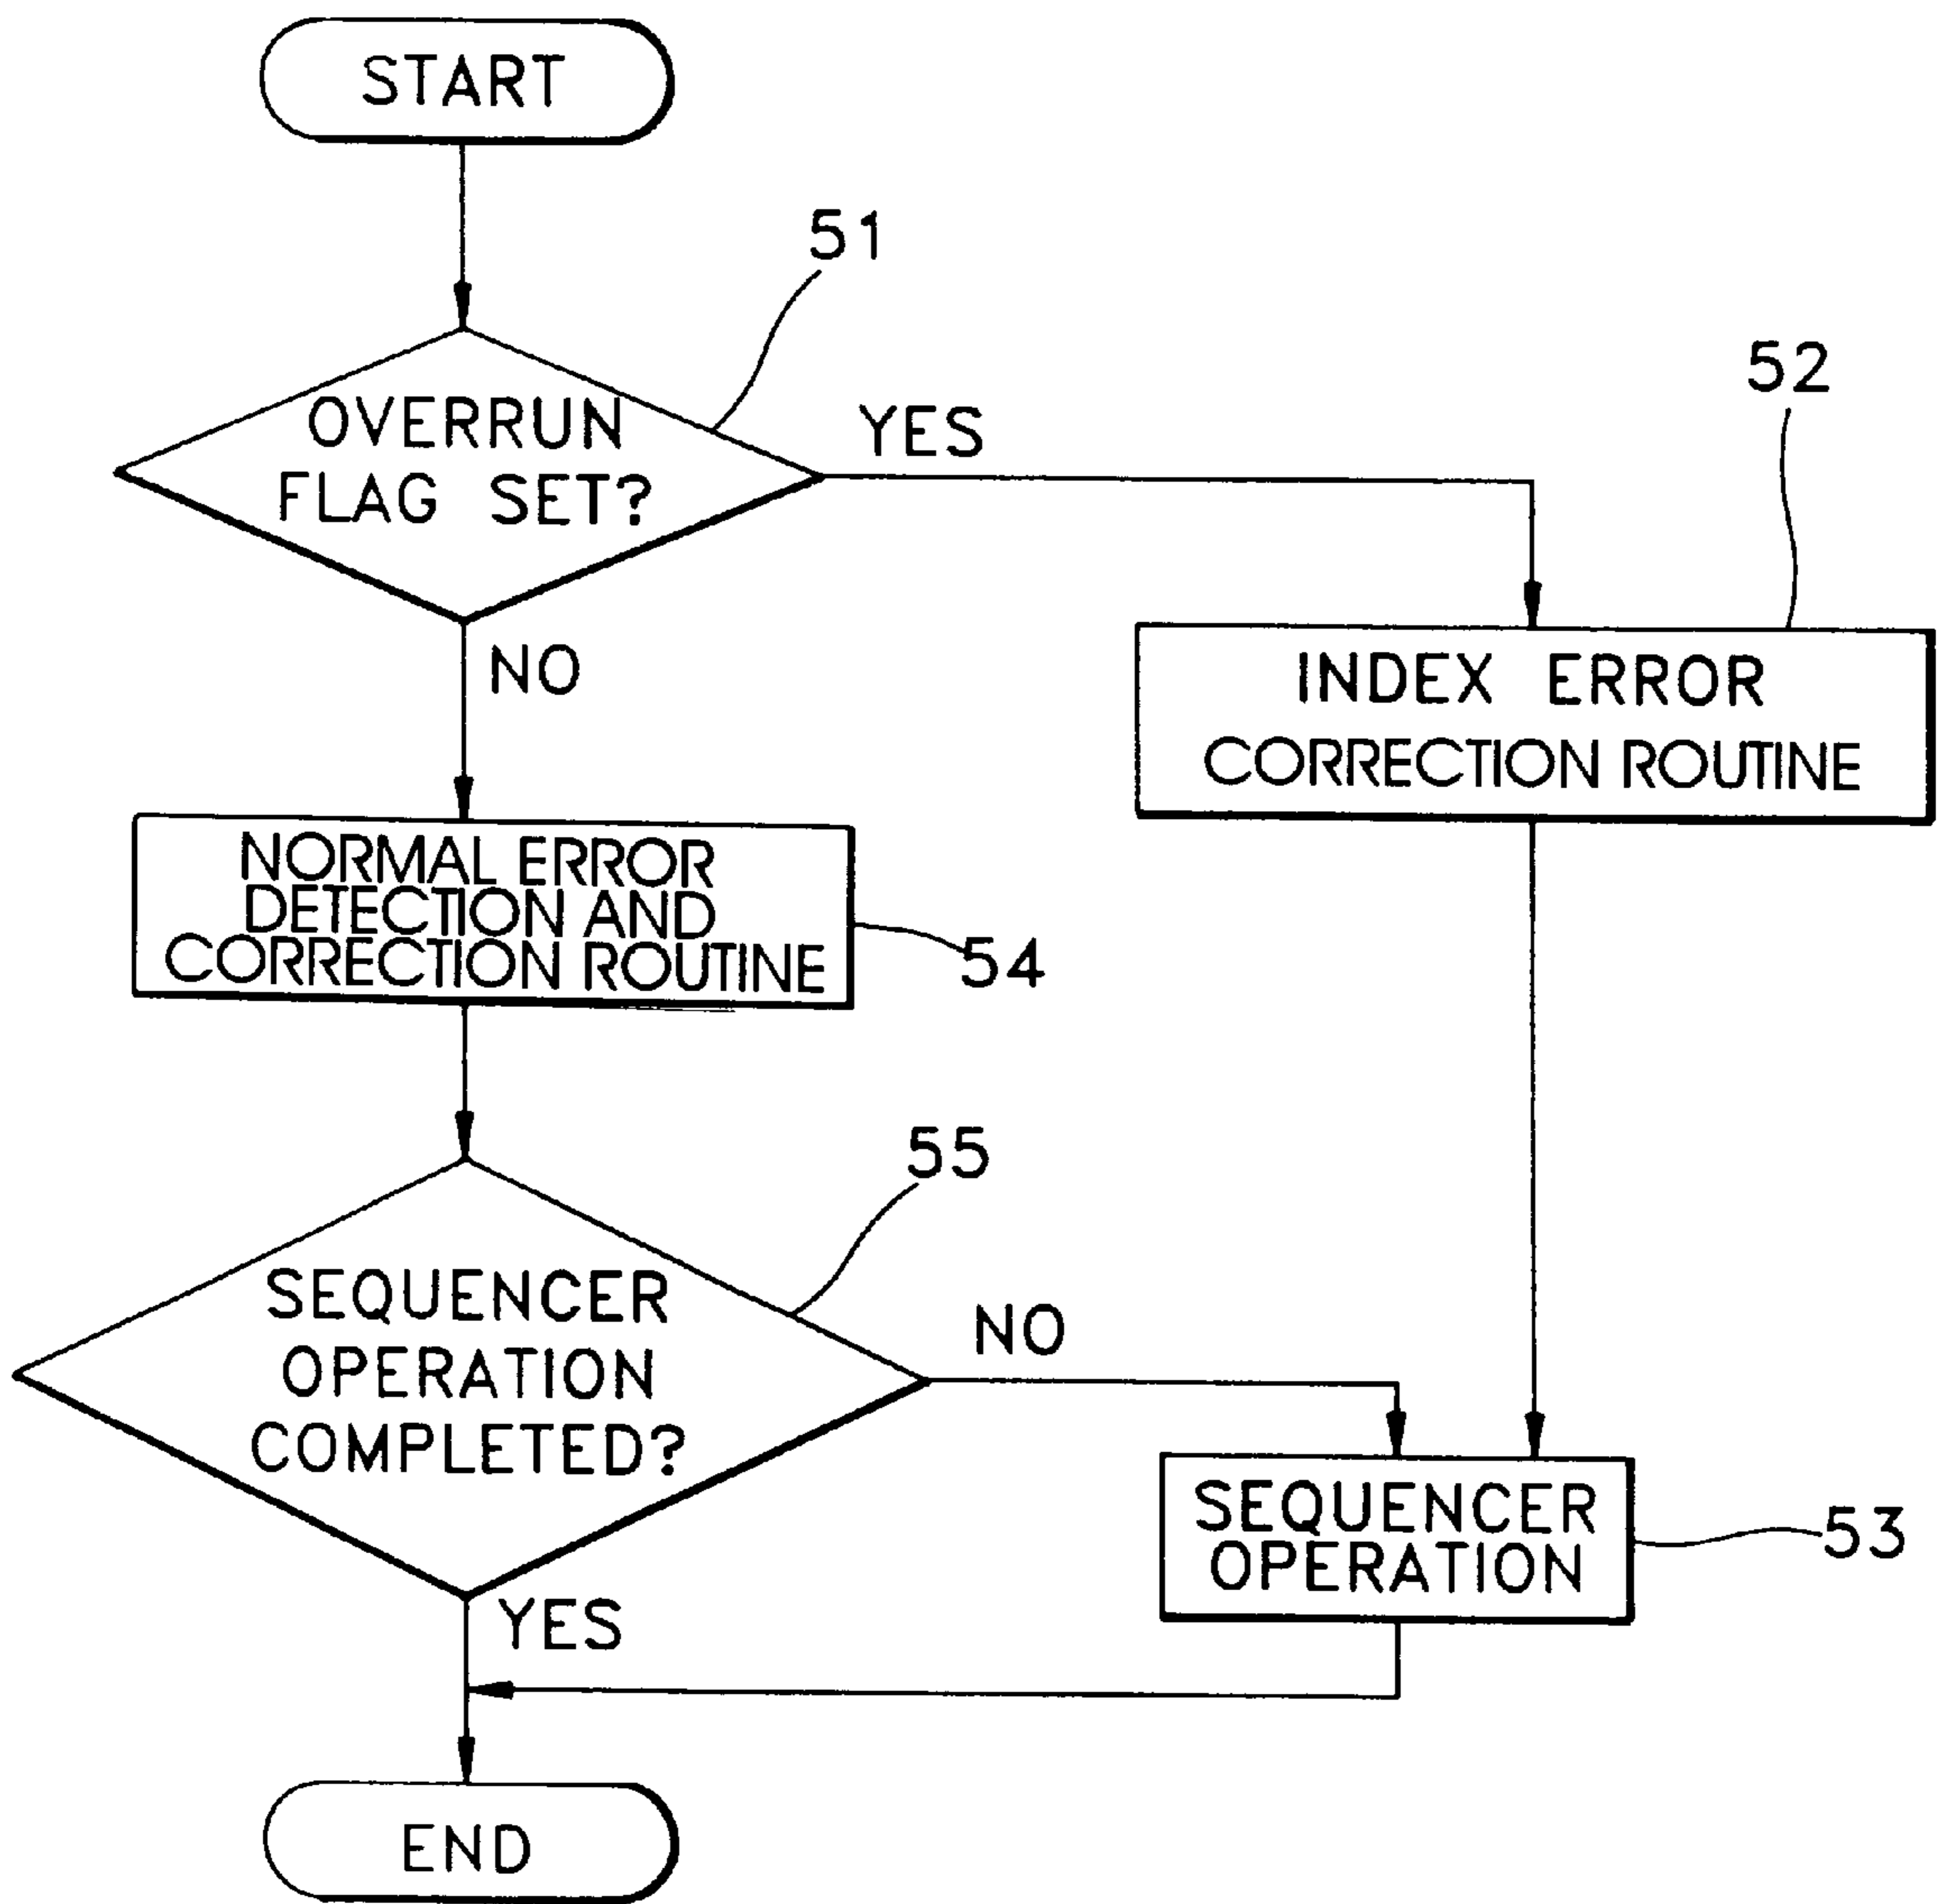 START
51
OVERRUN
FLAG SET?
YES
52
NO
INDEX ERROR
CORRECTION ROUTINE
NORMAL ERROR
DETECTION AND
CORRECTION ROUTINE
54
55
SEQUENCER
OPERATION
COMPLETED?
NO
SEQUENCER
OPERATION
53
YES
END